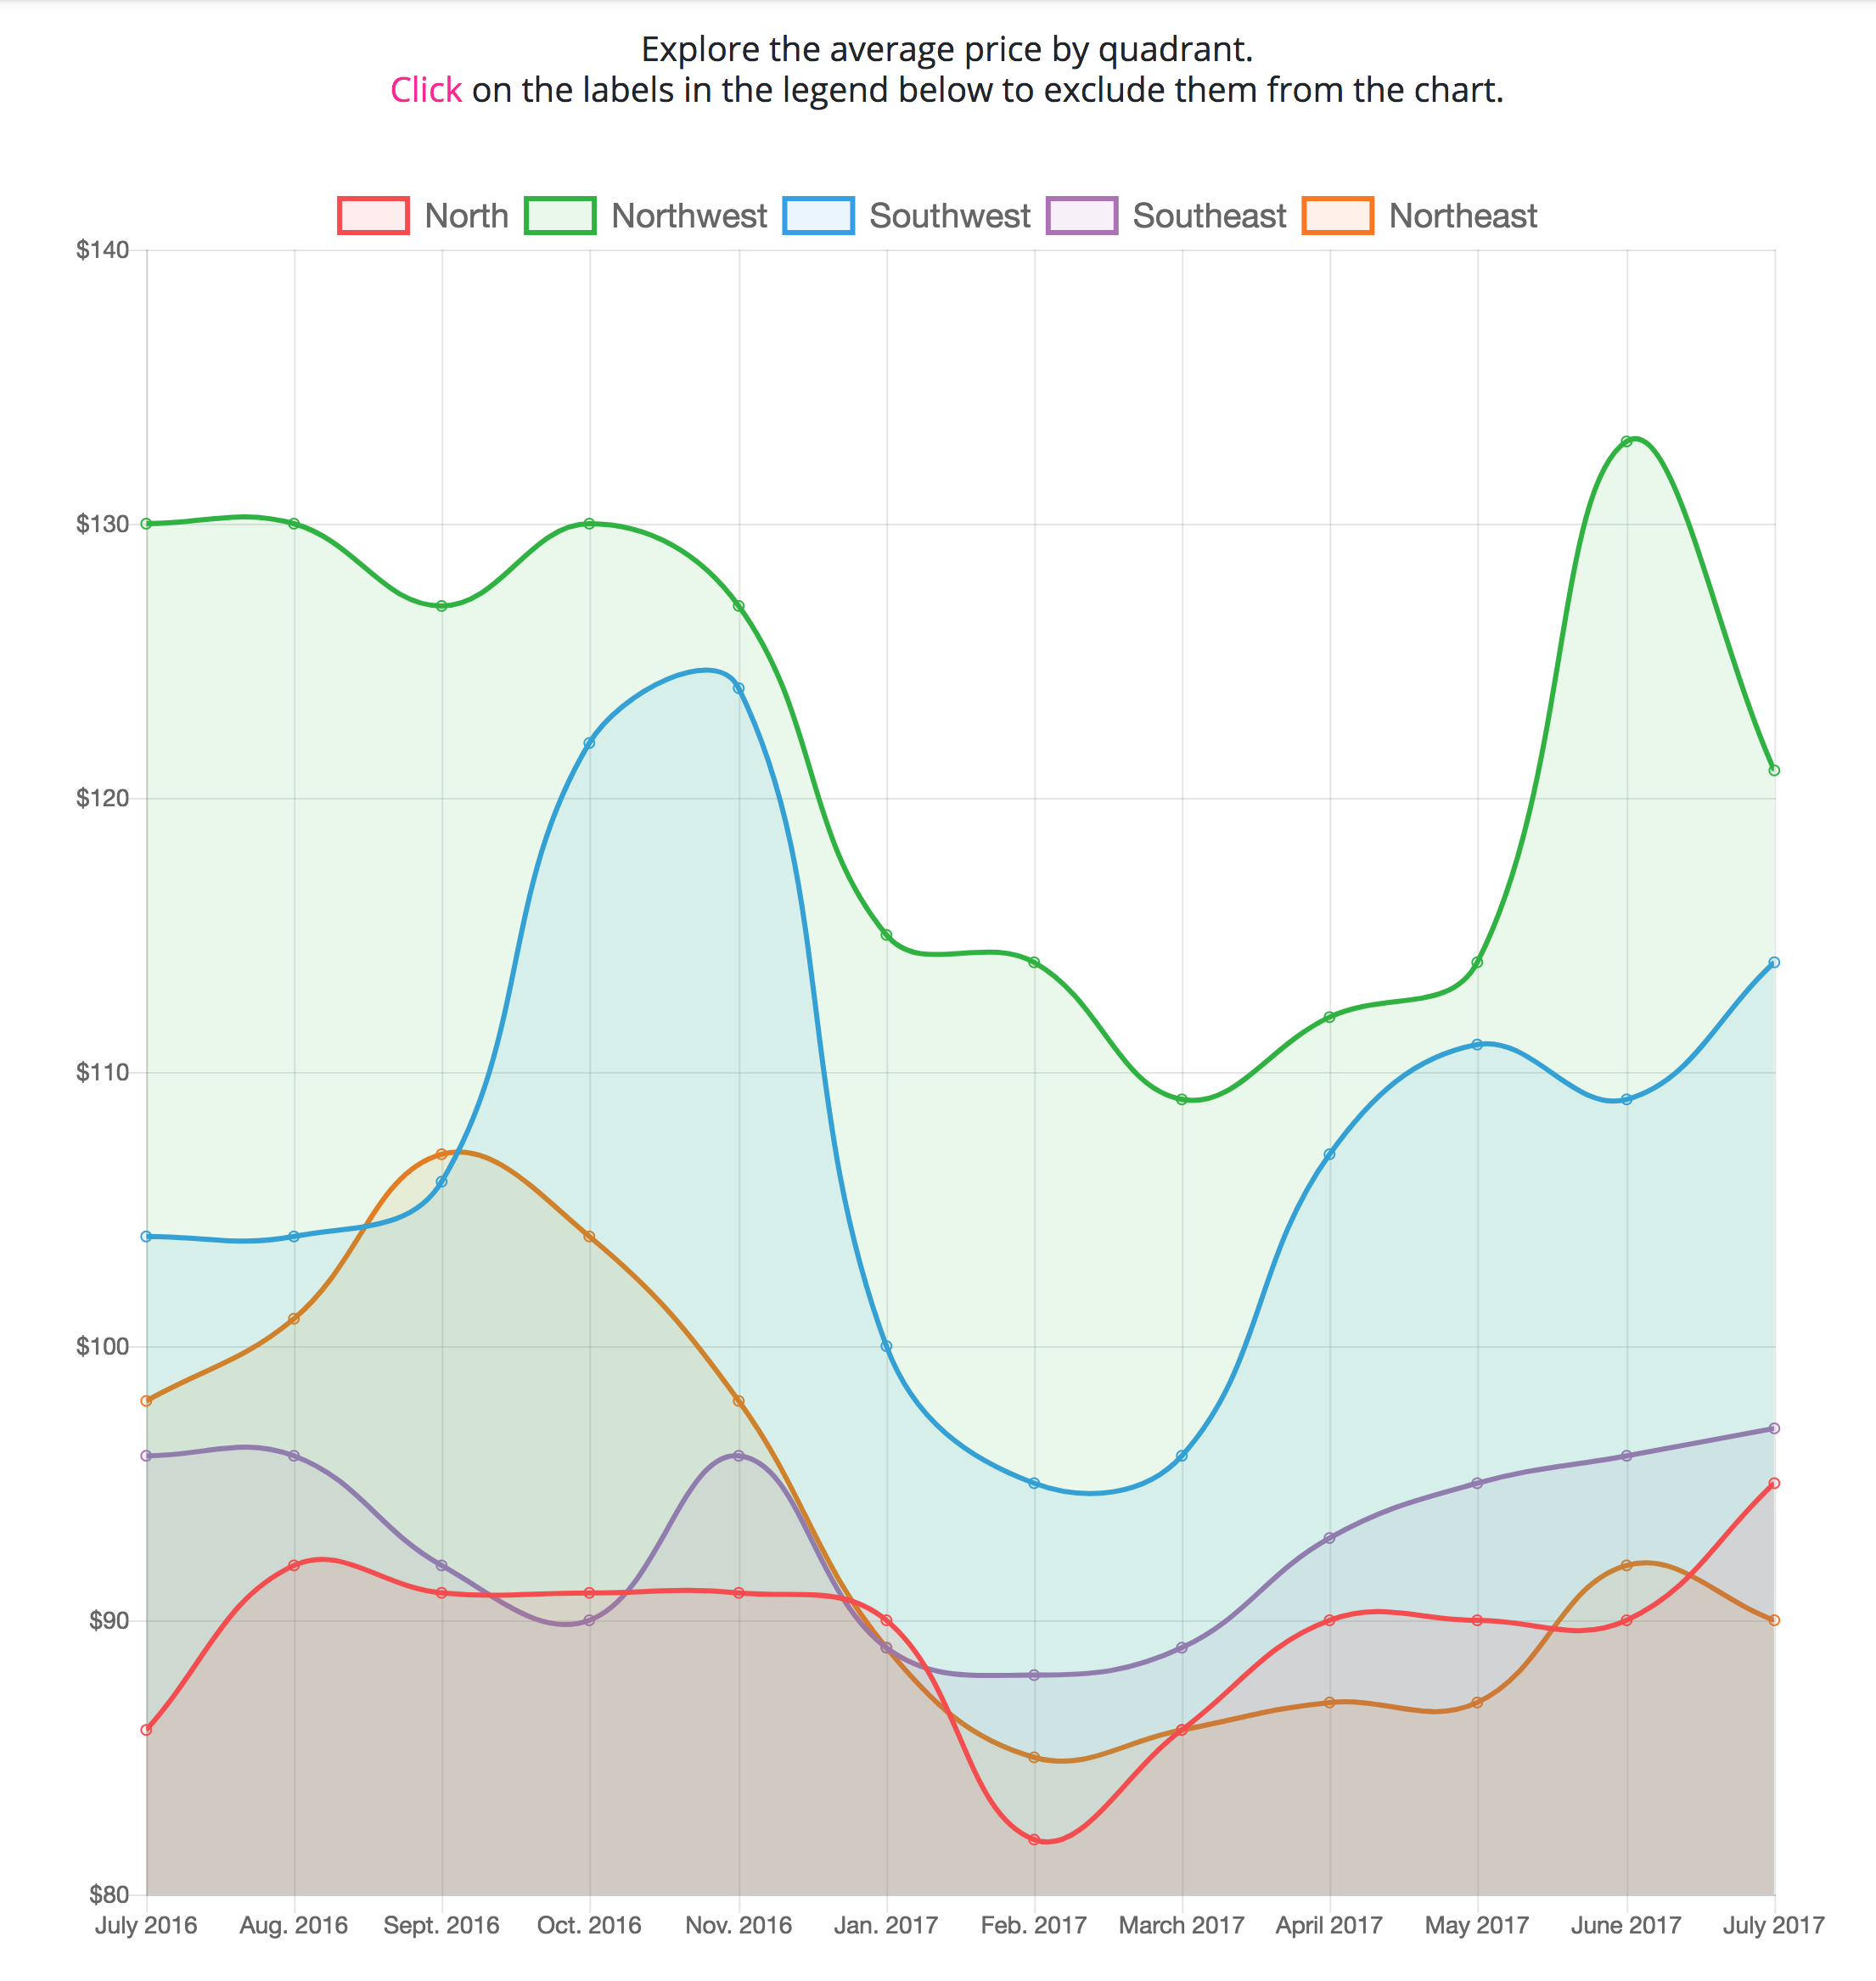 Explore the average price by quadrant.
Click on the labels in the legend below to exclude them from the chart.
North Northwest Southwest Southeast Northeast
$140
$130
$120
$110
$100
$90
$80
July 2016 Aug. 2016 Sept. 2016 Oct. 2016 Nov. 2016 Jan. 2017 Feb. 2017 March 2017 April 2017 May 2017 June 2017 July 2017